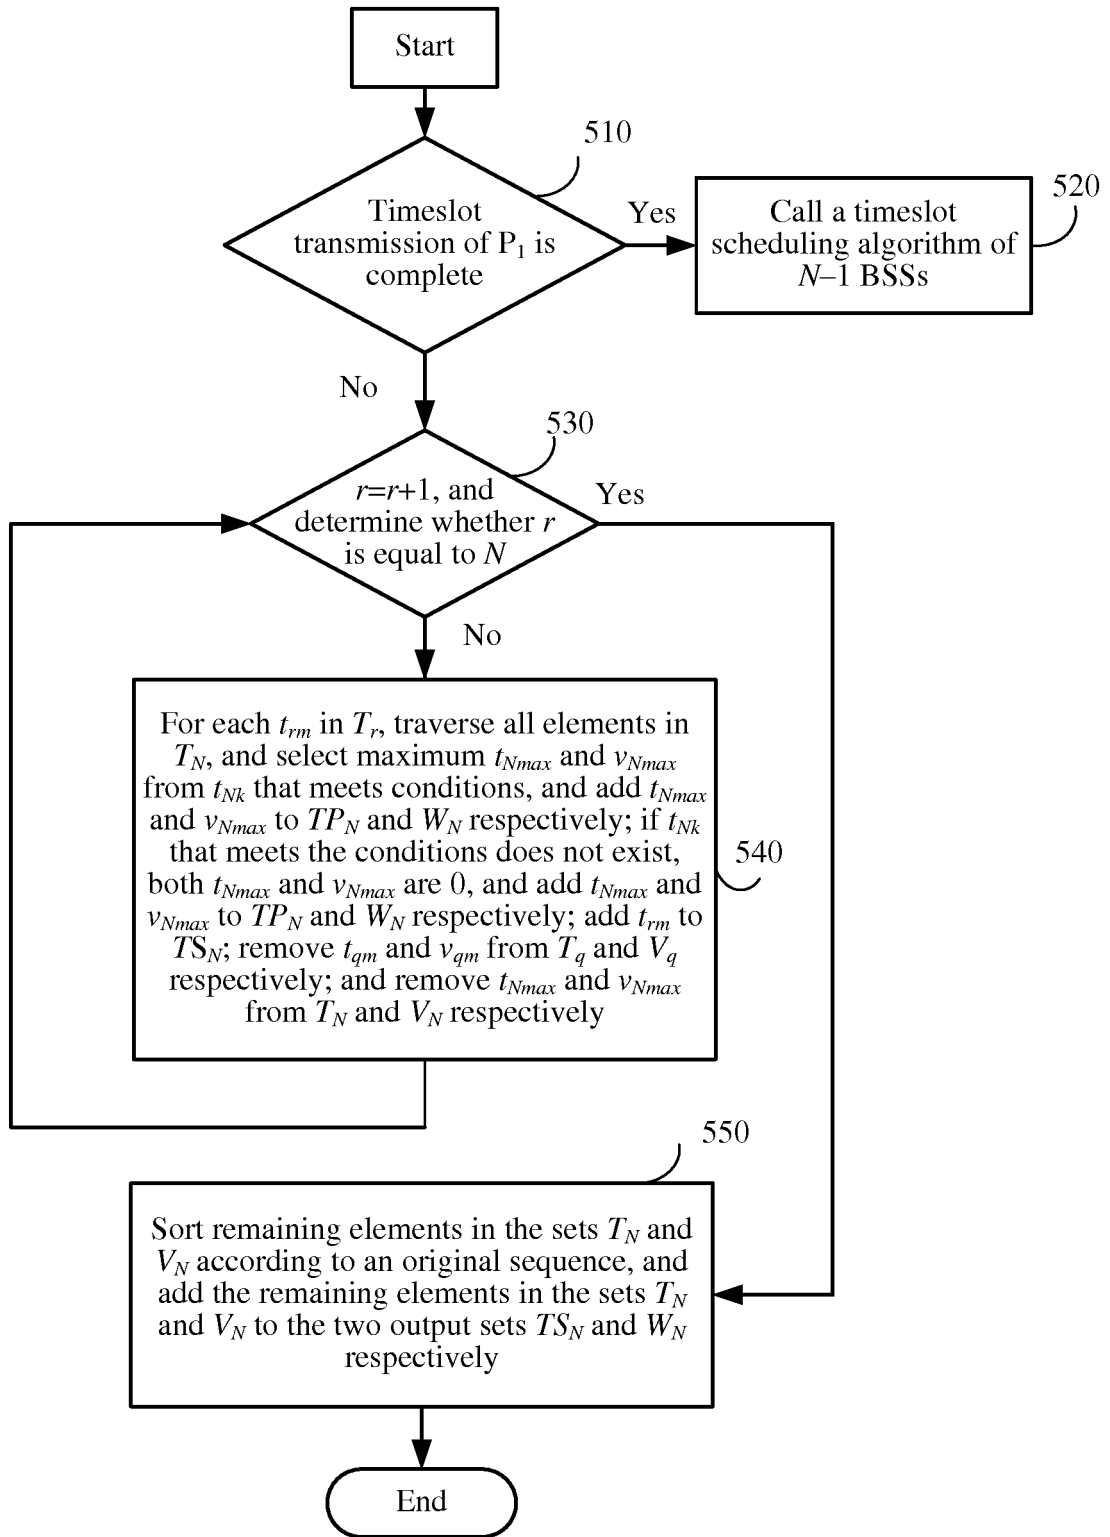 Start
510
Timeslot
transmission of P1 is
complete
Yes
520
Call a timeslot
scheduling algorithm of
N–1 BSSs
No
530
r=r+1, and
determine whether r
is equal to N
Yes
No
For each trm in Tr, traverse all elements in
TN, and select maximum tNmax and vNmax
from tNk that meets conditions, and add tNmax
and vNmax to TPN and WN respectively; if tNk
that meets the conditions does not exist,
both tNmax and vNmax are 0, and add tNmax and
vNmax to TPN and WN respectively; add trm to
TSN; remove tqm and vqm from Tq and Vq
respectively; and remove tNmax and vNmax
from TN and VN respectively
540
550
Sort remaining elements in the sets TN and
VN according to an original sequence, and
add the remaining elements in the sets TN
and VN to the two output sets TSN and WN
respectively
End